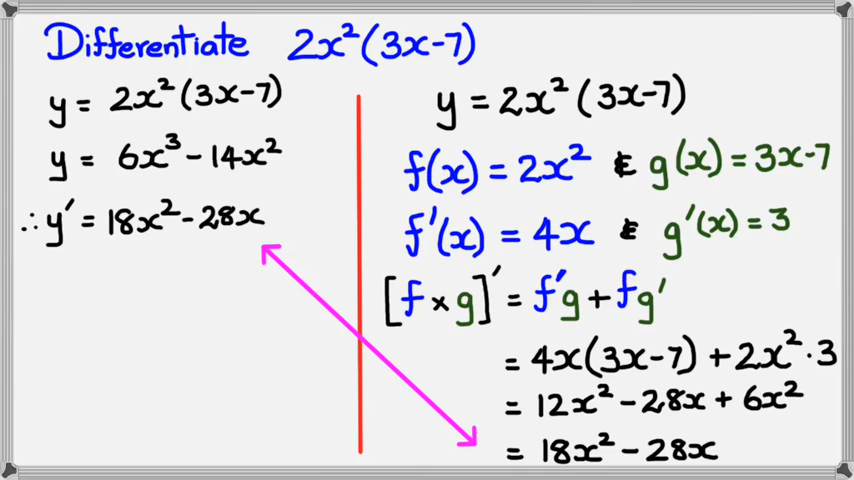 Differentiate 2x²(3x-7)
y = 2x²(3x-7)
y = 6x³ - 14x²
∴ y′ = 18x² - 28x
y = 2x²(3x-7)
f(x) = 2x² & g(x) = 3x-7
f′(x) = 4x & g′(x) = 3
[f × g]′ = f′g + fg′
= 4x(3x-7) + 2x²·3
= 12x² - 28x + 6x²
= 18x² - 28x